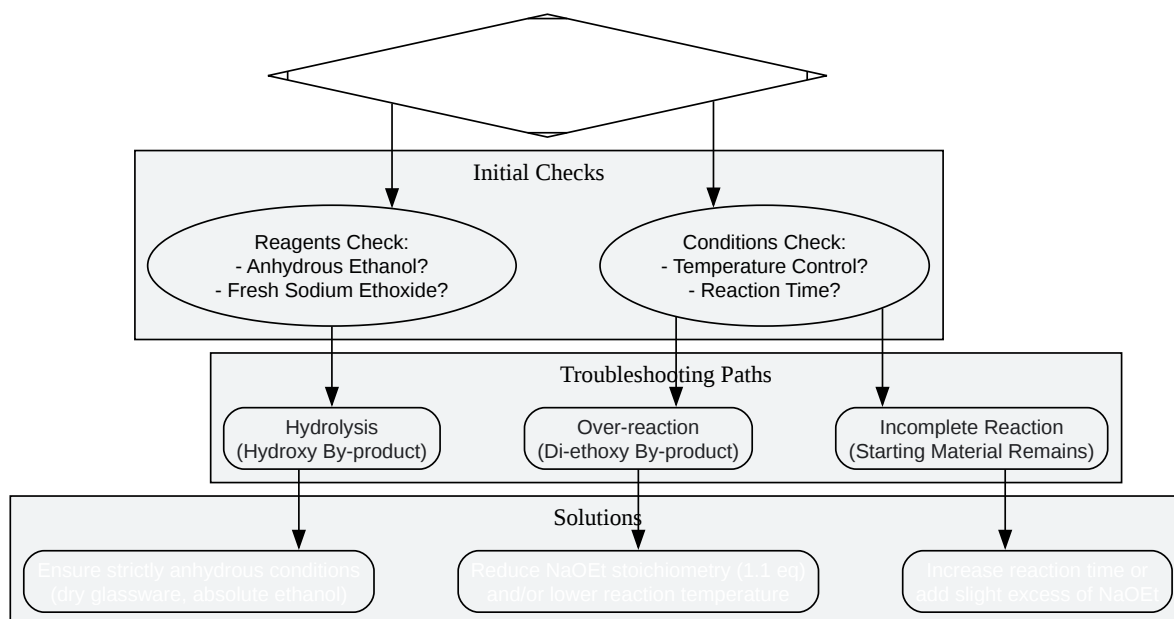 Initial Checks
Reagents Check:
- Anhydrous Ethanol?
- Fresh Sodium Ethoxide?
Conditions Check:
- Temperature Control?
- Reaction Time?
Troubleshooting Paths
Hydrolysis
(Hydroxy By-product)
Over-reaction
(Di-ethoxy By-product)
Incomplete Reaction
(Starting Material Remains)
Solutions
Ensure strictly anhydrous conditions
(dry glassware, absolute ethanol)
Reduce NaOEt stoichiometry (1.1 eq)
and/or lower reaction temperature
Increase reaction time or
add slight excess of NaOEt